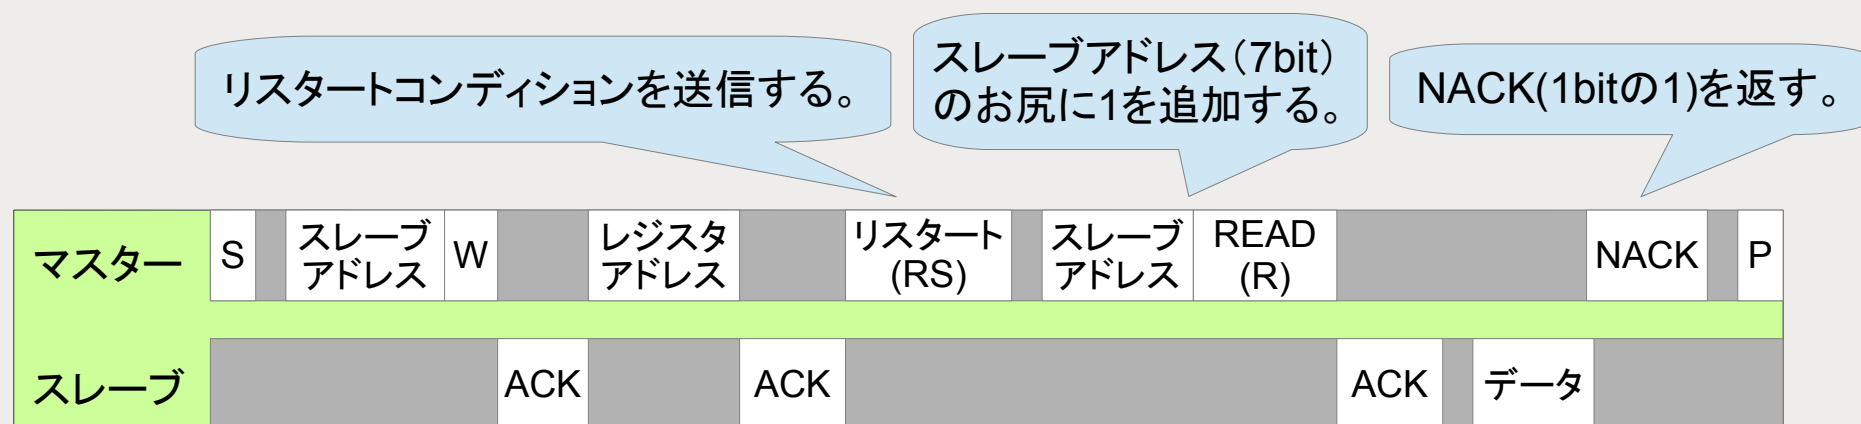 リスタートコンディションを送信する。
スレーブアドレス（7bit）
のお尻に1を追加する。
NACK(1bitの1)を返す。
マスター
S
スレーブ
アドレス
W
レジスタ
アドレス
リスタート
(RS)
スレーブ
アドレス
READ
(R)
NACK
P
スレーブ
ACK
ACK
ACK
データ